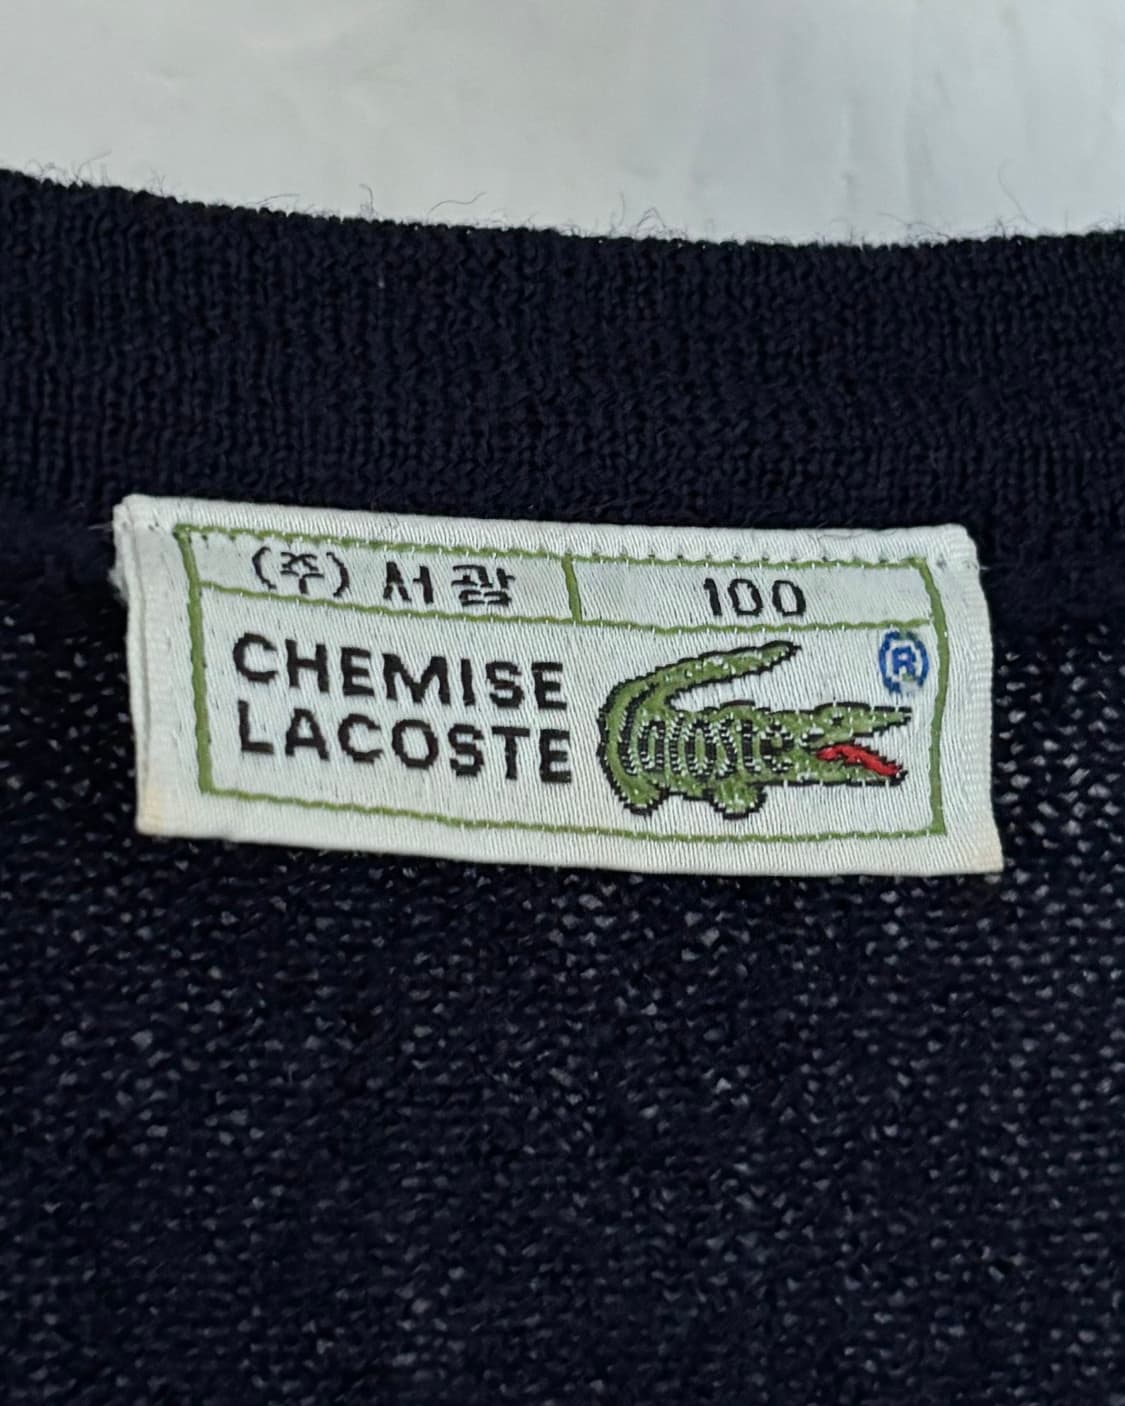 (주) 서광 100
CHEMISE
LACOSTE
®